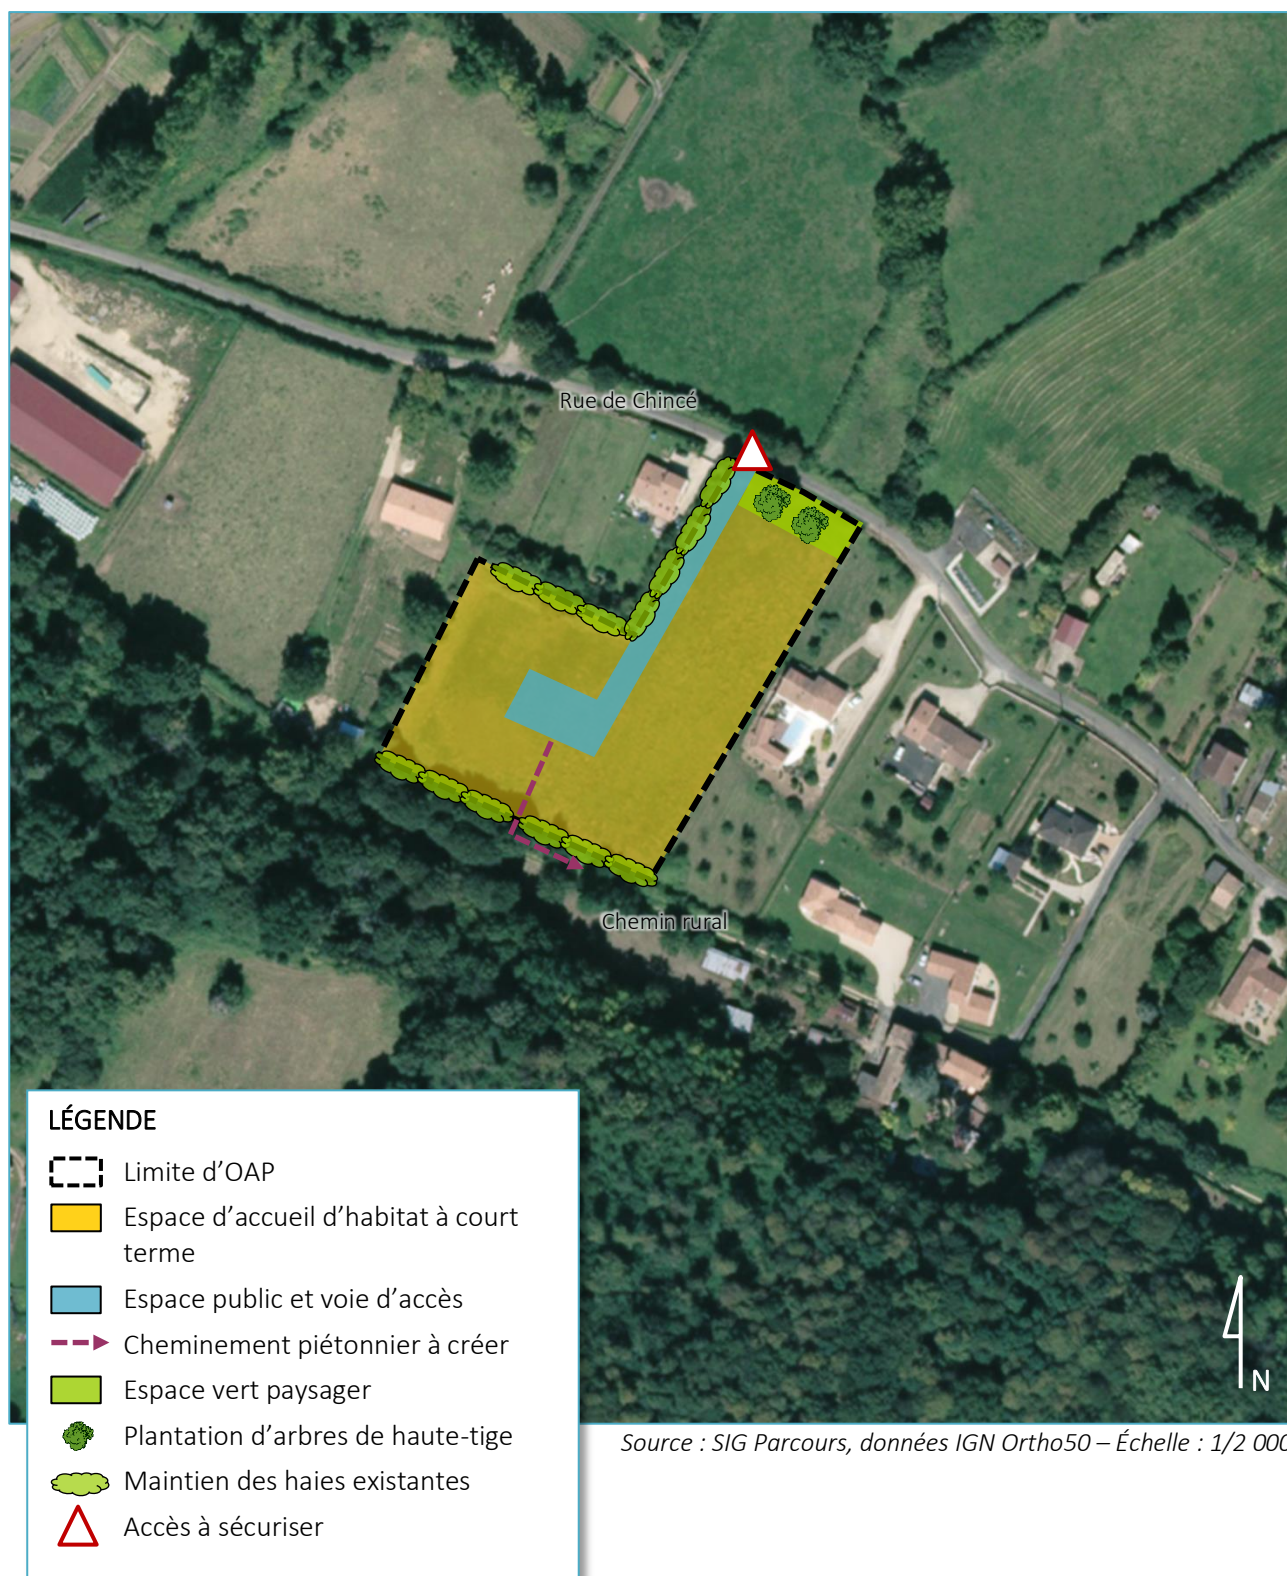 Rue de Chincé
Chemin rural
LÉGENDE
Limite d’OAP
Espace d’accueil d’habitat à court
terme
Espace public et voie d’accès
Cheminement piétonnier à créer
Espace vert paysager
Plantation d’arbres de haute-tige
Maintien des haies existantes
Accès à sécuriser
N
Source : SIG Parcours, données IGN Ortho50 – Échelle : 1/2 000